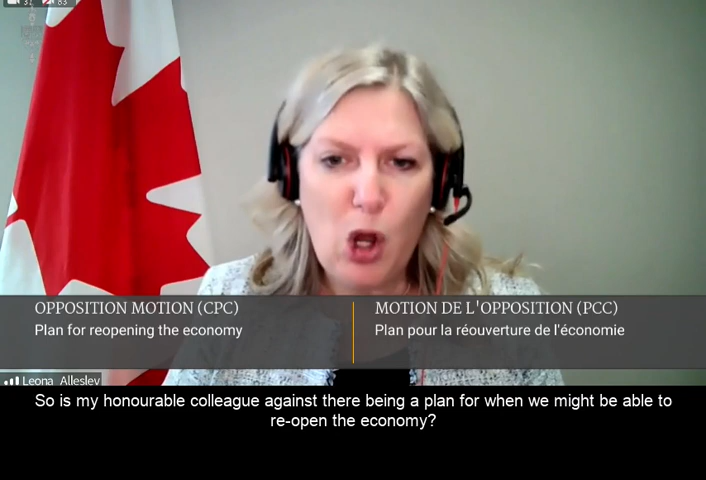 OPPOSITION MOTION (CPC)
Plan for reopening the economy
MOTION DE L'OPPOSITION (PCC)
Plan pour la réouverture de l'économie
Leona Alleslev
So is my honourable colleague against there being a plan for when we might be able to
re-open the economy?